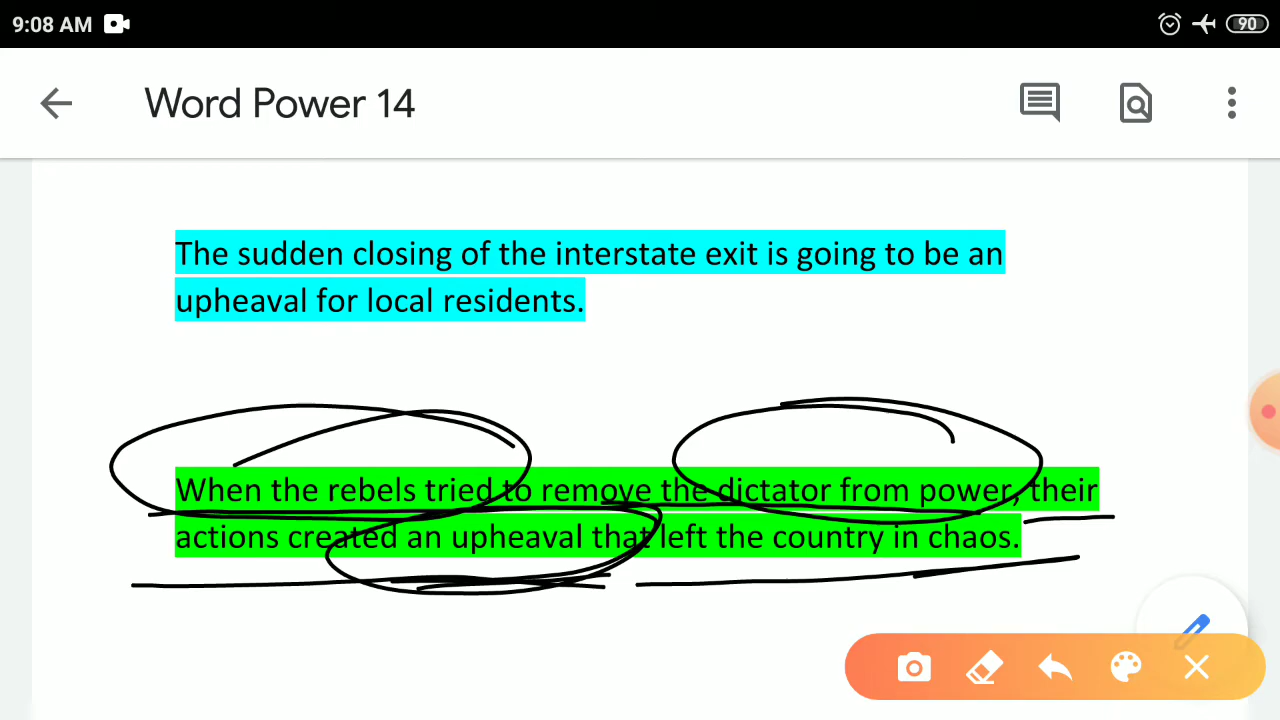 9:08 AM
90
Word Power 14
The sudden closing of the interstate exit is going to be an
upheaval for local residents.
When the rebels tried to remove the dictator from power, their
actions created an upheaval that left the country in chaos.